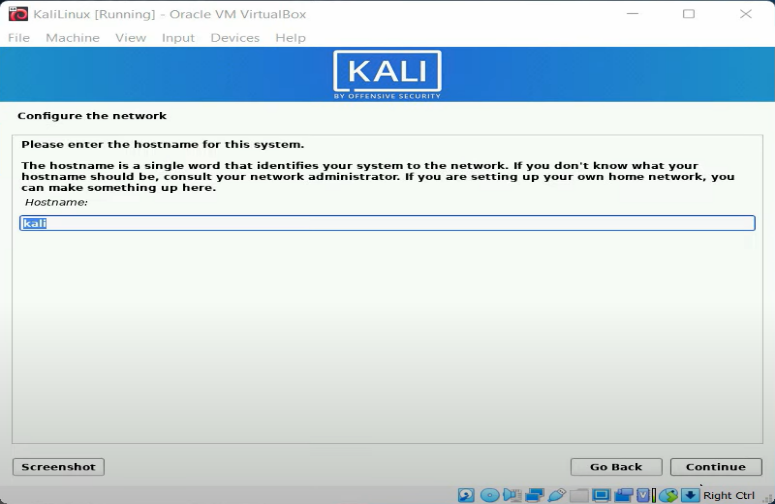 KaliLinux [Running] - Oracle VM VirtualBox
File Machine View Input Devices Help
KALI
BY OFFENSIVE SECURITY
Configure the network
Please enter the hostname for this system.
The hostname is a single word that identifies your system to the network. If you don't know what your
hostname should be, consult your network administrator. If you are setting up your own home network, you
can make something up here.
Hostname:
kali
Screenshot Go Back Continue
Right Ctrl